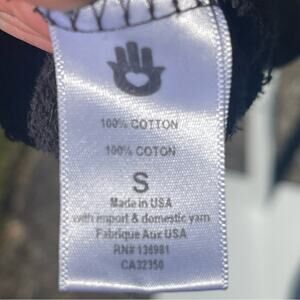 100% COTTON
100% COTON
S
Made in USA
with import & domestic yarn
Fabrique Aux USA
RN# 136981
CA32350